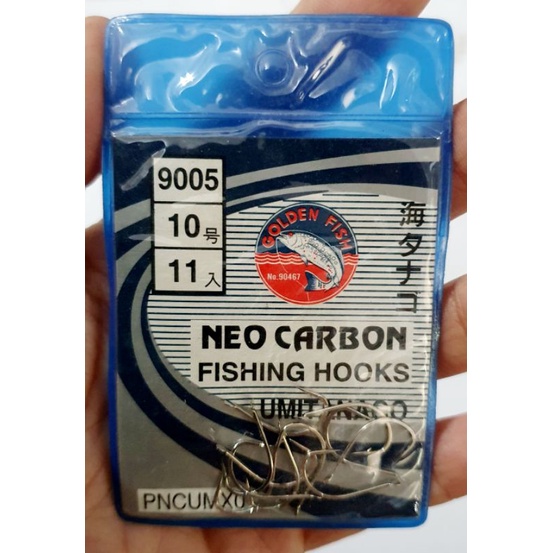 9005
10号
11入
GOLDEN FISH
No.90467
海タナゴ
NEO CARBON
FISHING HOOKS